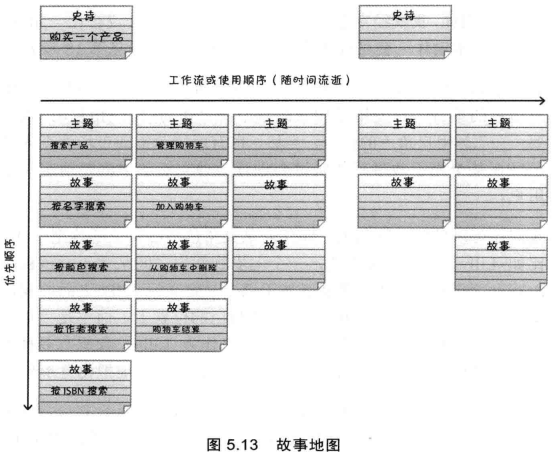 史诗 史诗
购买一个产品
工作流或使用顺序（随时间流逝）
主题 主题 主题 主题 主题
搜索产品 管理购物车
故事 故事 故事 故事 故事
按名字搜索 加入购物车
故事 故事 故事 故事
按颜色搜索 从购物车中删除
故事 故事
按作者搜索 购物车结算
故事
按 ISBN 搜索
优先顺序
图 5.13 故事地图